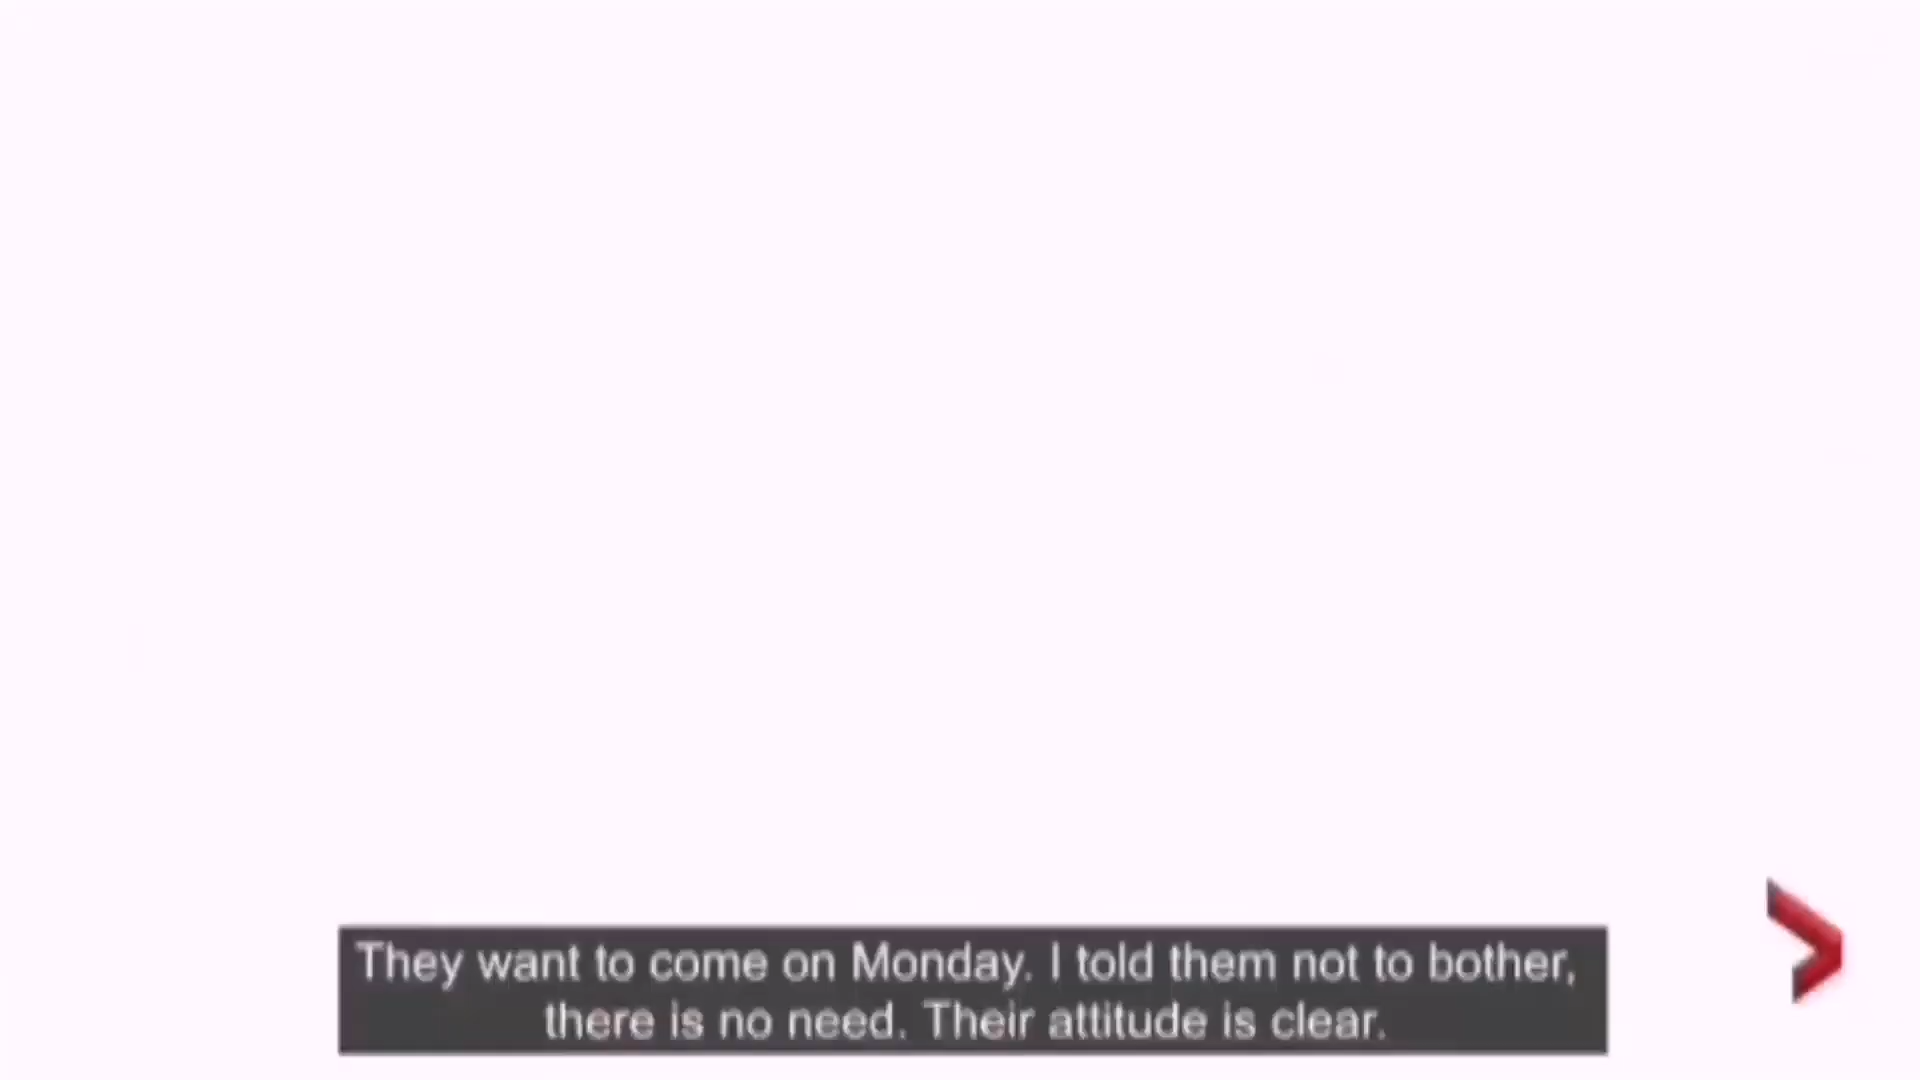 They want to come on Monday. I told them not to bother,
there is no need. Their attitude is clear.